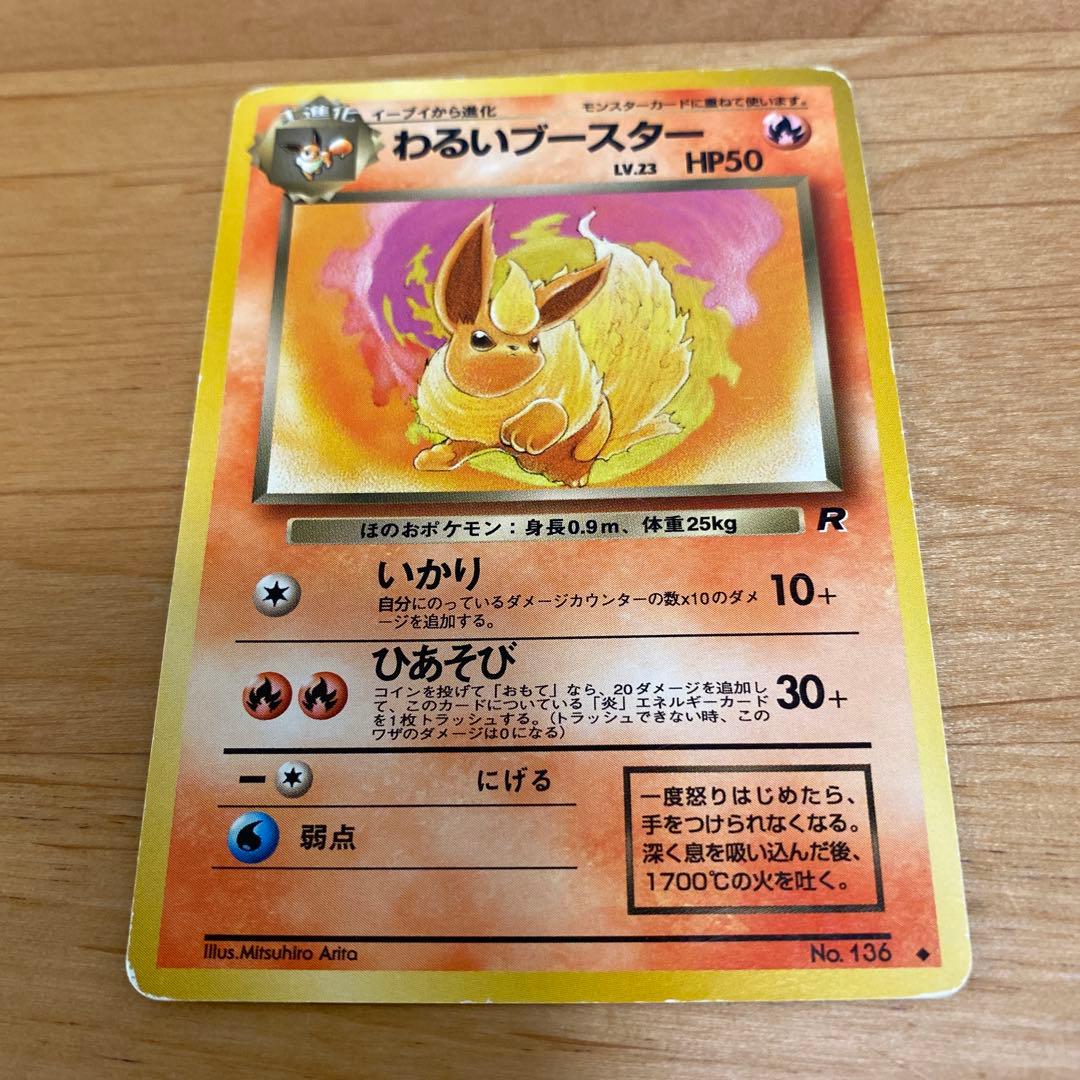 1進化
イーブイから進化
モンスターカードに重ねて使います。
わるいブースター
LV.23 HP50
ほのおポケモン：身長0.9m、体重25kg
R
いかり
自分にのっているダメージカウンターの数x10のダメ
ージを追加する。
10+
ひあそび
コインを投げて「おもて」なら、20ダメージを追加し
て、このカードについている「炎」エネルギーカード
を1枚トラッシュする。(トラッシュできない時、この
ワザのダメージは0になる)
30+
にげる
弱点
一度怒りはじめたら、
手をつけられなくなる。
深く息を吸い込んだ後、
1700℃の火を吐く。
Illus.Mitsuhiro Arita
No. 136